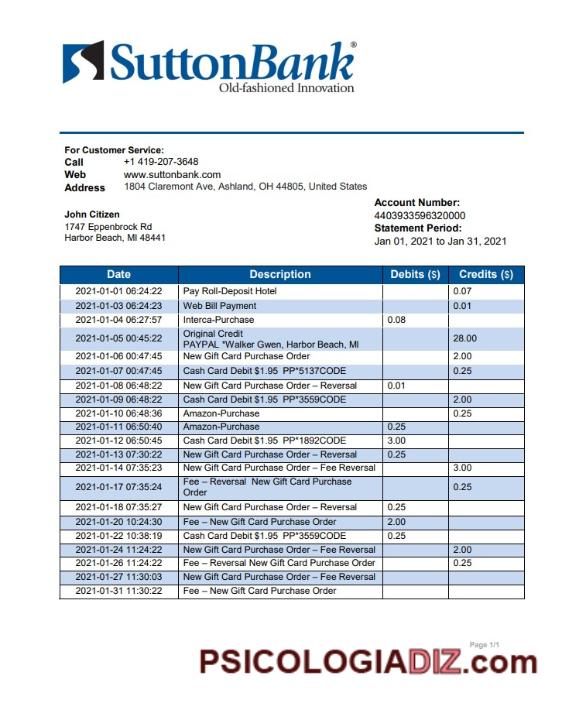 SuttonBank®
Old-fashioned Innovation
For Customer Service:
Call +1 419-207-3648
Web www.suttonbank.com
Address 1804 Claremont Ave, Ashland, OH 44805, United States
Account Number:
4403933596320000
Statement Period:
Jan 01, 2021 to Jan 31, 2021
John Citizen
1747 Eppenbrock Rd
Harbor Beach, MI 48441
Date Description Debits ($) Credits ($)
2021-01-01 06:24:22 Pay Roll-Deposit Hotel 0.07
2021-01-03 06:24:23 Web Bill Payment 0.01
2021-01-04 06:27:57 Interca-Purchase 0.08
2021-01-05 00:45:22 Original Credit 28.00
PAYPAL *Walker Gwen, Harbor Beach, MI
2021-01-06 00:47:45 New Gift Card Purchase Order 2.00
2021-01-07 00:47:45 Cash Card Debit $1.95 PP*5137CODE 0.25
2021-01-08 06:48:22 New Gift Card Purchase Order – Reversal 0.01
2021-01-09 06:48:22 Cash Card Debit $1.95 PP*3559CODE 2.00
2021-01-10 06:48:36 Amazon-Purchase 0.25
2021-01-11 06:50:40 Amazon-Purchase 0.25
2021-01-12 06:50:45 Cash Card Debit $1.95 PP*1892CODE 3.00
2021-01-13 07:30:22 New Gift Card Purchase Order – Reversal 0.25
2021-01-14 07:35:23 New Gift Card Purchase Order – Fee Reversal 3.00
2021-01-17 07:35:24 Fee – Reversal New Gift Card Purchase 0.25
Order
2021-01-18 07:35:27 New Gift Card Purchase Order – Reversal 0.25
2021-01-20 10:24:30 Fee – New Gift Card Purchase Order 2.00
2021-01-22 10:38:19 Cash Card Debit $1.95 PP*3559CODE 0.25
2021-01-24 11:24:22 New Gift Card Purchase Order – Fee Reversal 2.00
2021-01-26 11:24:22 Fee – Reversal New Gift Card Purchase Order 0.25
2021-01-27 11:30:03 New Gift Card Purchase Order – Fee Reversal
2021-01-31 11:30:22 Fee – New Gift Card Purchase Order
Page 1/1
PSICOLOGIADIZ.com